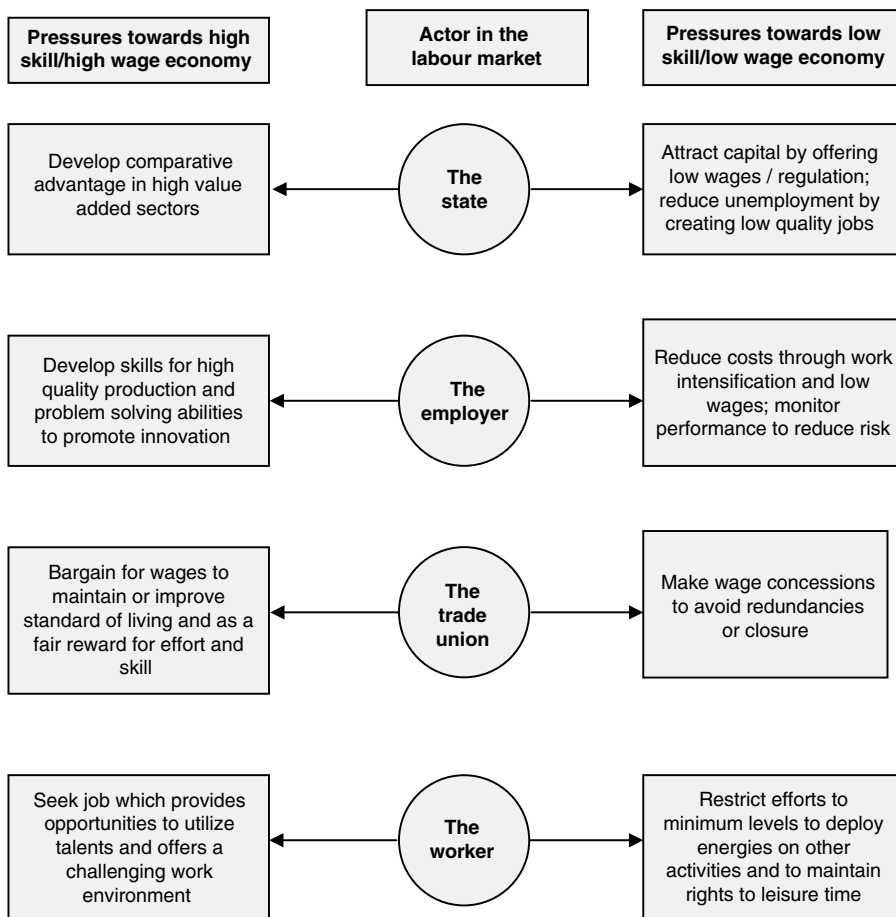 Pressures towards high
skill/high wage economy
Actor in the
labour market
Pressures towards low
skill/low wage economy
Develop comparative
advantage in high value
added sectors
The
state
Attract capital by offering
low wages / regulation;
reduce unemployment by
creating low quality jobs
Develop skills for high
quality production and
problem solving abilities
to promote innovation
The
employer
Reduce costs through work
intensification and low
wages; monitor
performance to reduce risk
Bargain for wages to
maintain or improve
standard of living and as a
fair reward for effort and
skill
The
trade
union
Make wage concessions
to avoid redundancies
or closure
Seek job which provides
opportunities to utilize
talents and offers a
challenging work
environment
The
worker
Restrict efforts to
minimum levels to deploy
energies on other
activities and to maintain
rights to leisure time